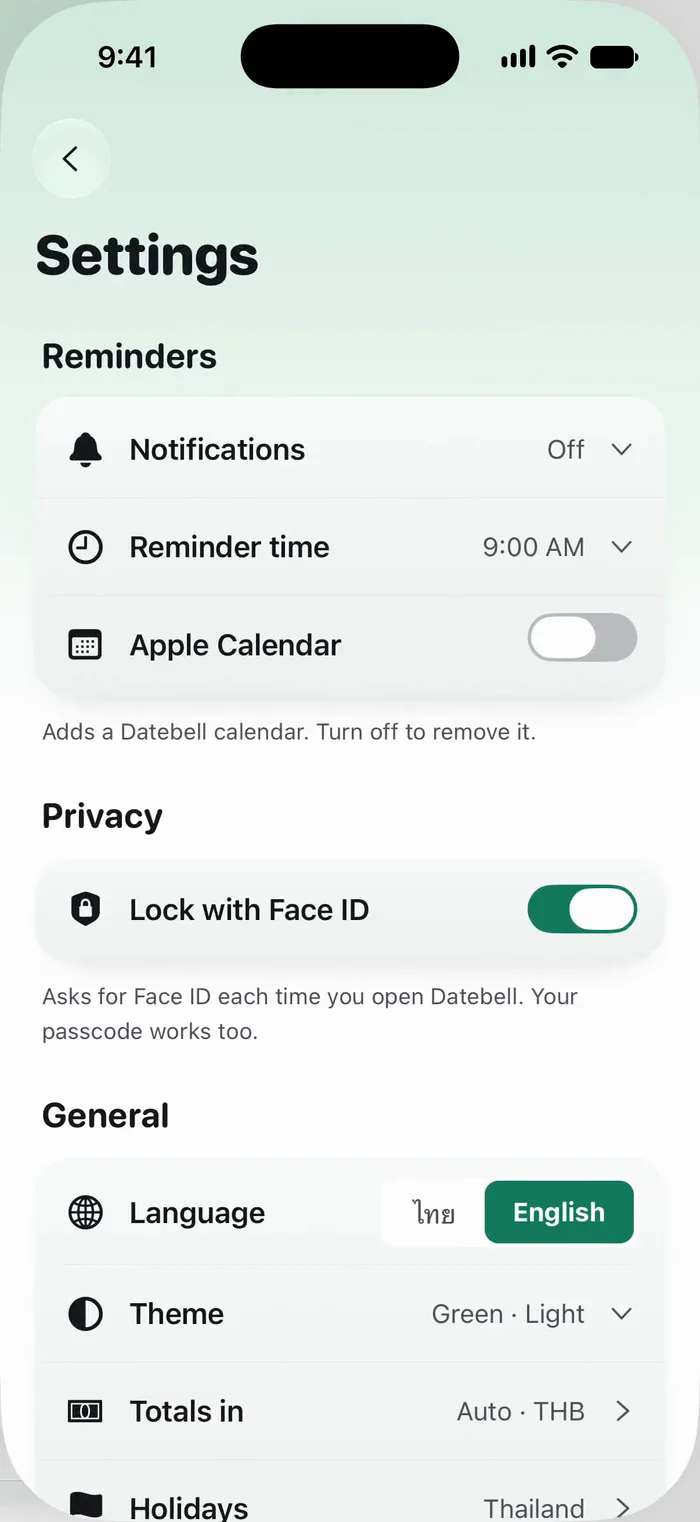 9:41
Settings
Reminders
Notifications Off
Reminder time 9:00 AM
Apple Calendar
Adds a Datebell calendar. Turn off to remove it.
Privacy
Lock with Face ID
Asks for Face ID each time you open Datebell. Your
passcode works too.
General
Language ไทย English
Theme Green · Light
Totals in Auto · THB
Holidays Thailand